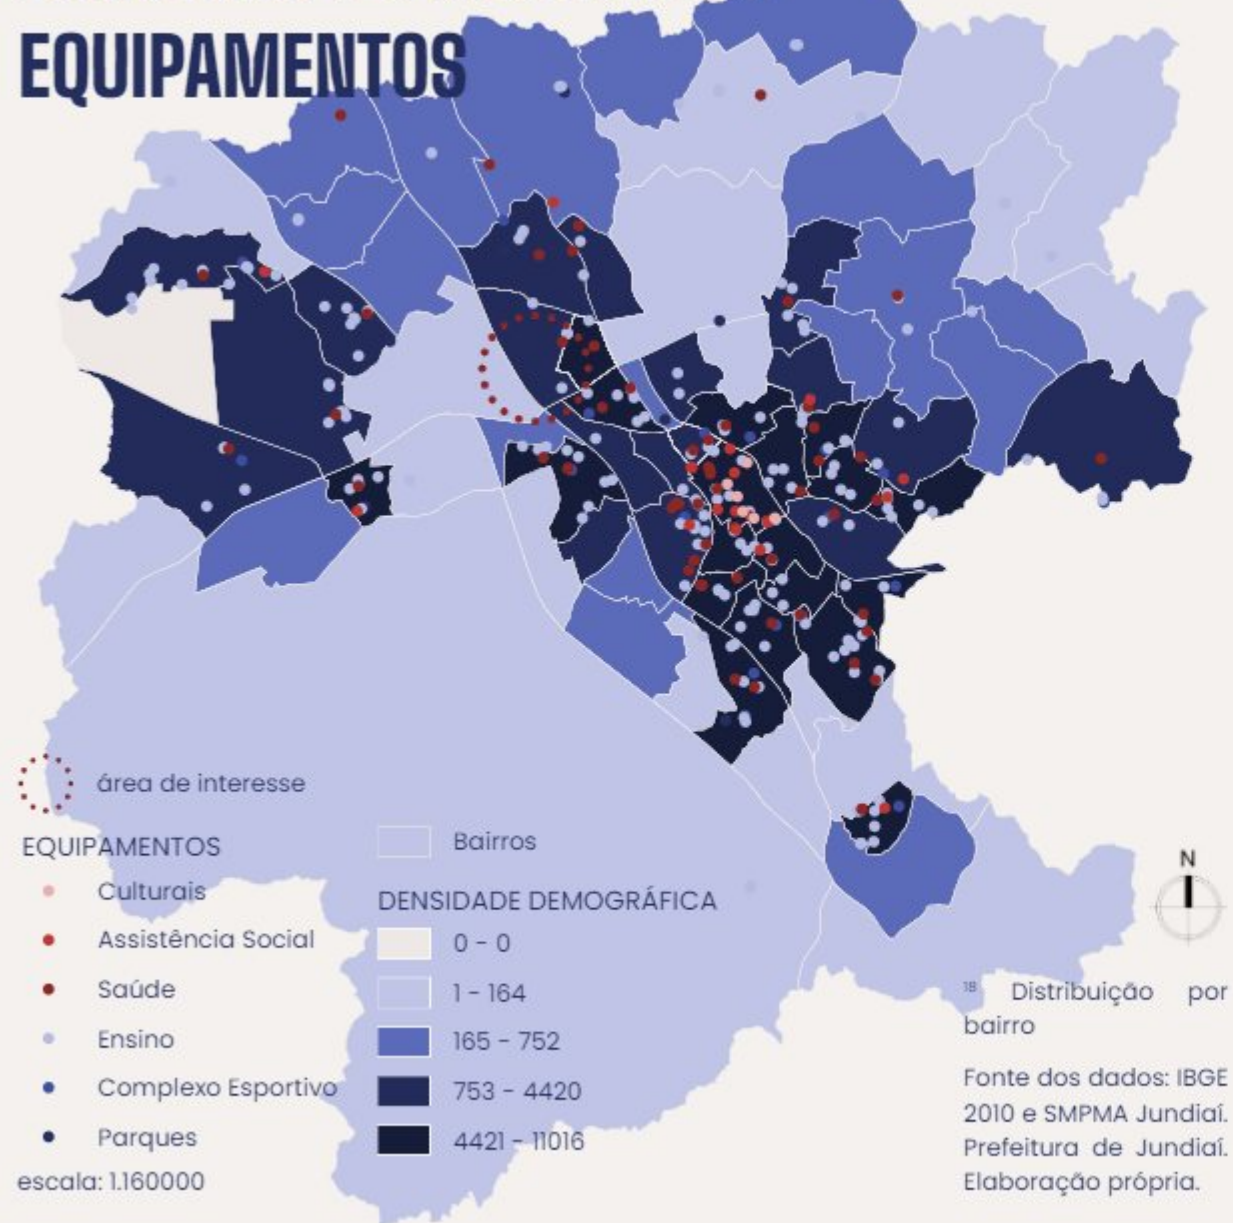 EQUIPAMENTOS
área de interesse
EQUIPAMENTOS
Culturais
Assistência Social
Saúde
Ensino
Complexo Esportivo
Parques
escala: 1.160000
Bairros
DENSIDADE DEMOGRÁFICA
0 - 0
1 - 164
165 - 752
753 - 4420
4421 - 11016
N
18 Distribuição por
bairro
Fonte dos dados: IBGE
2010 e SMPMA Jundiaí.
Prefeitura de Jundiaí.
Elaboração própria.